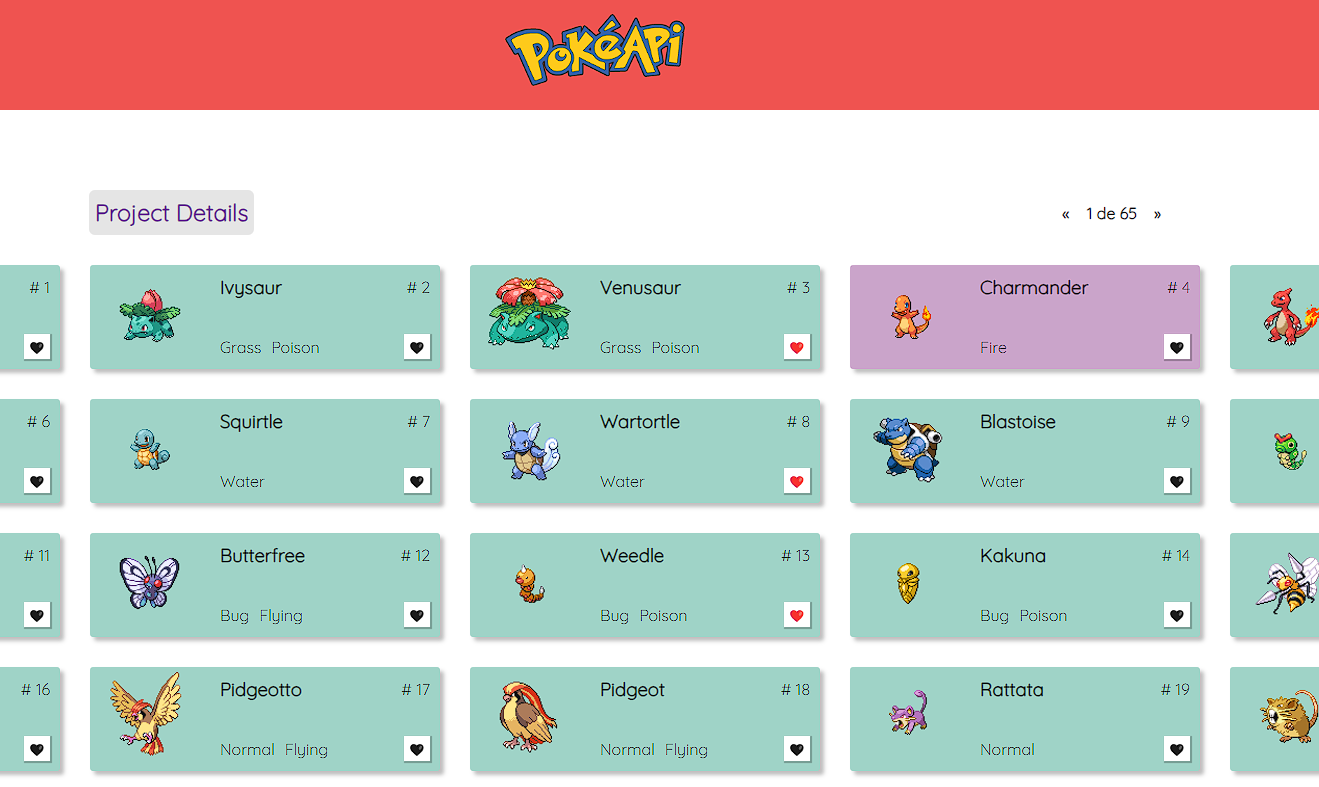 PokéApi
Project Details
« 1 de 65 »
# 1
Ivysaur # 2
Venusaur # 3
Charmander # 4
Grass Poison
Grass Poison
Fire
# 6
Squirtle # 7
Wartortle # 8
Blastoise # 9
Water
Water
Water
# 11
Butterfree # 12
Weedle # 13
Kakuna # 14
Bug Flying
Bug Poison
Bug Poison
# 16
Pidgeotto # 17
Pidgeot # 18
Rattata # 19
Normal Flying
Normal Flying
Normal